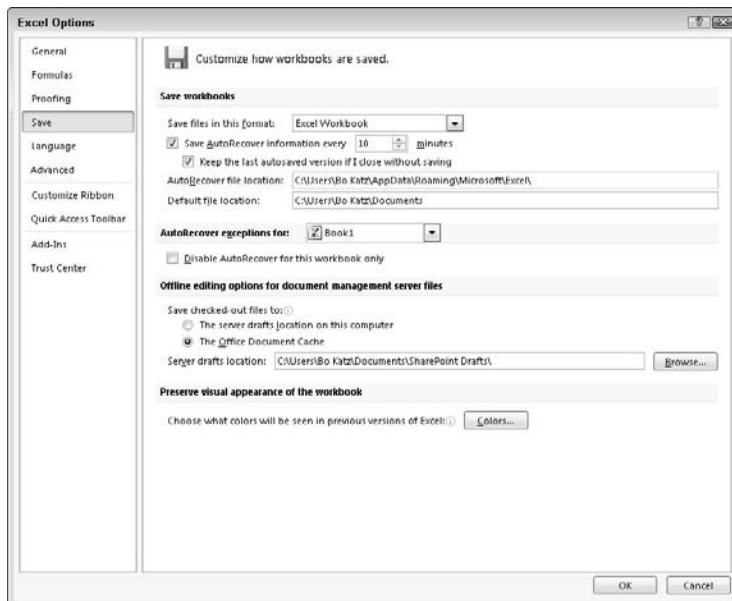 Excel Options
General
Formulas
Proofing
Save
Language
Advanced
Customize Ribbon
Quick Access Toolbar
Add-Ins
Trust Center
Customize how workbooks are saved.
Save workbooks
Save files in this format: Excel Workbook
Save AutoRecover information every 10 minutes
Keep the last autosaved version if I close without saving
AutoRecover file location: C:\Users\Bo Katz\AppData\Roaming\Microsoft\Excel\
Default file location: C:\Users\Bo Katz\Documents
AutoRecover exceptions for: Book1
Disable AutoRecover for this workbook only
Offline editing options for document management server files
Save checked-out files to:
The server drafts location on this computer
The Office Document Cache
Server drafts location: C:\Users\Bo Katz\Documents\SharePoint Drafts\ Browse...
Preserve visual appearance of the workbook
Choose what colors will be seen in previous versions of Excel: Colors...
OK Cancel